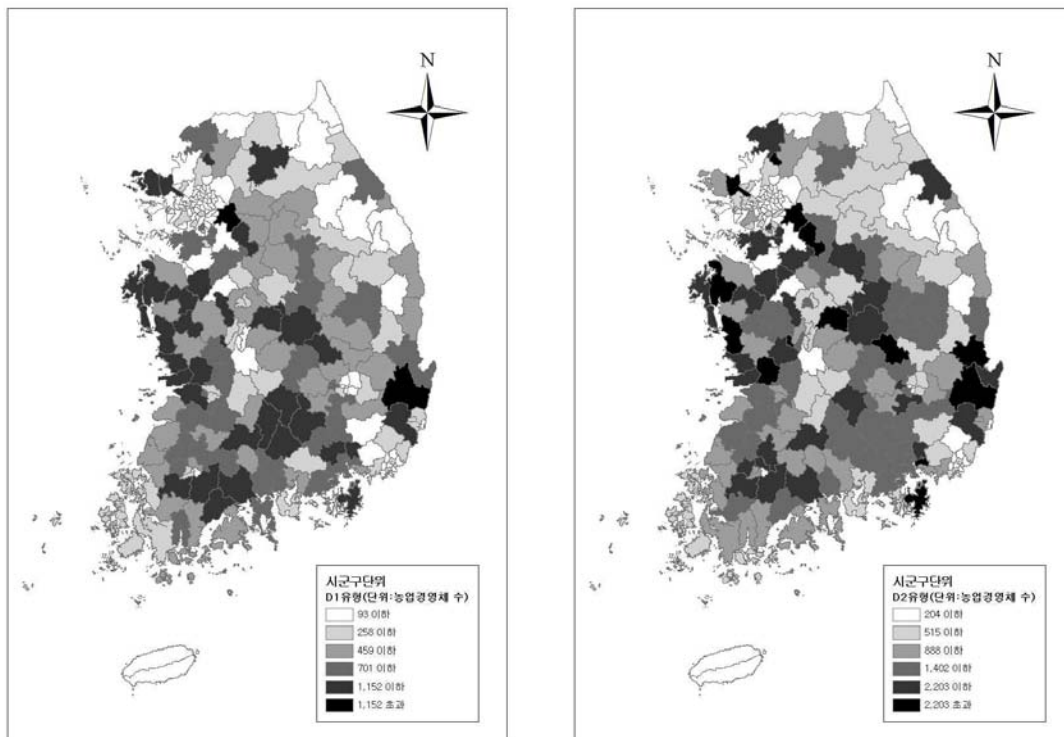 N
시군구단위
D1유형(단위:농업경영체 수)
93 이하
258 이하
459 이하
701 이하
1,152 이하
1,152 초과
N
시군구단위
D2유형(단위:농업경영체 수)
204 이하
515 이하
888 이하
1,402 이하
2,203 이하
2,203 초과